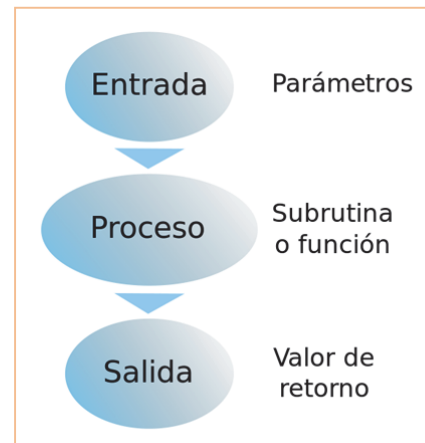 Entrada
Parámetros
Proceso
Subrutina
o función
Salida
Valor de
retorno